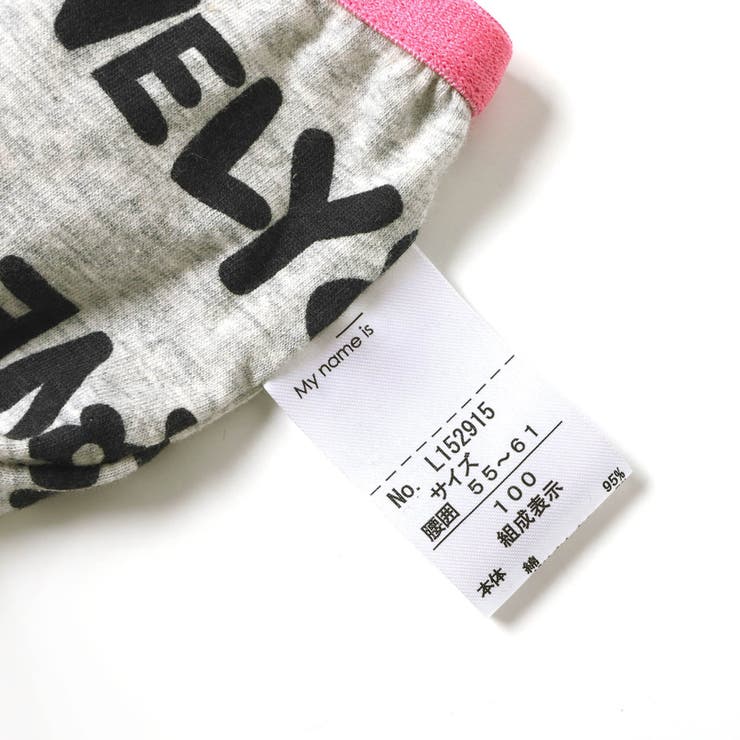 NELY
My name is
No. L152915
サイズ
腰囲 55～61
100
組成表示
本体 綿 95%